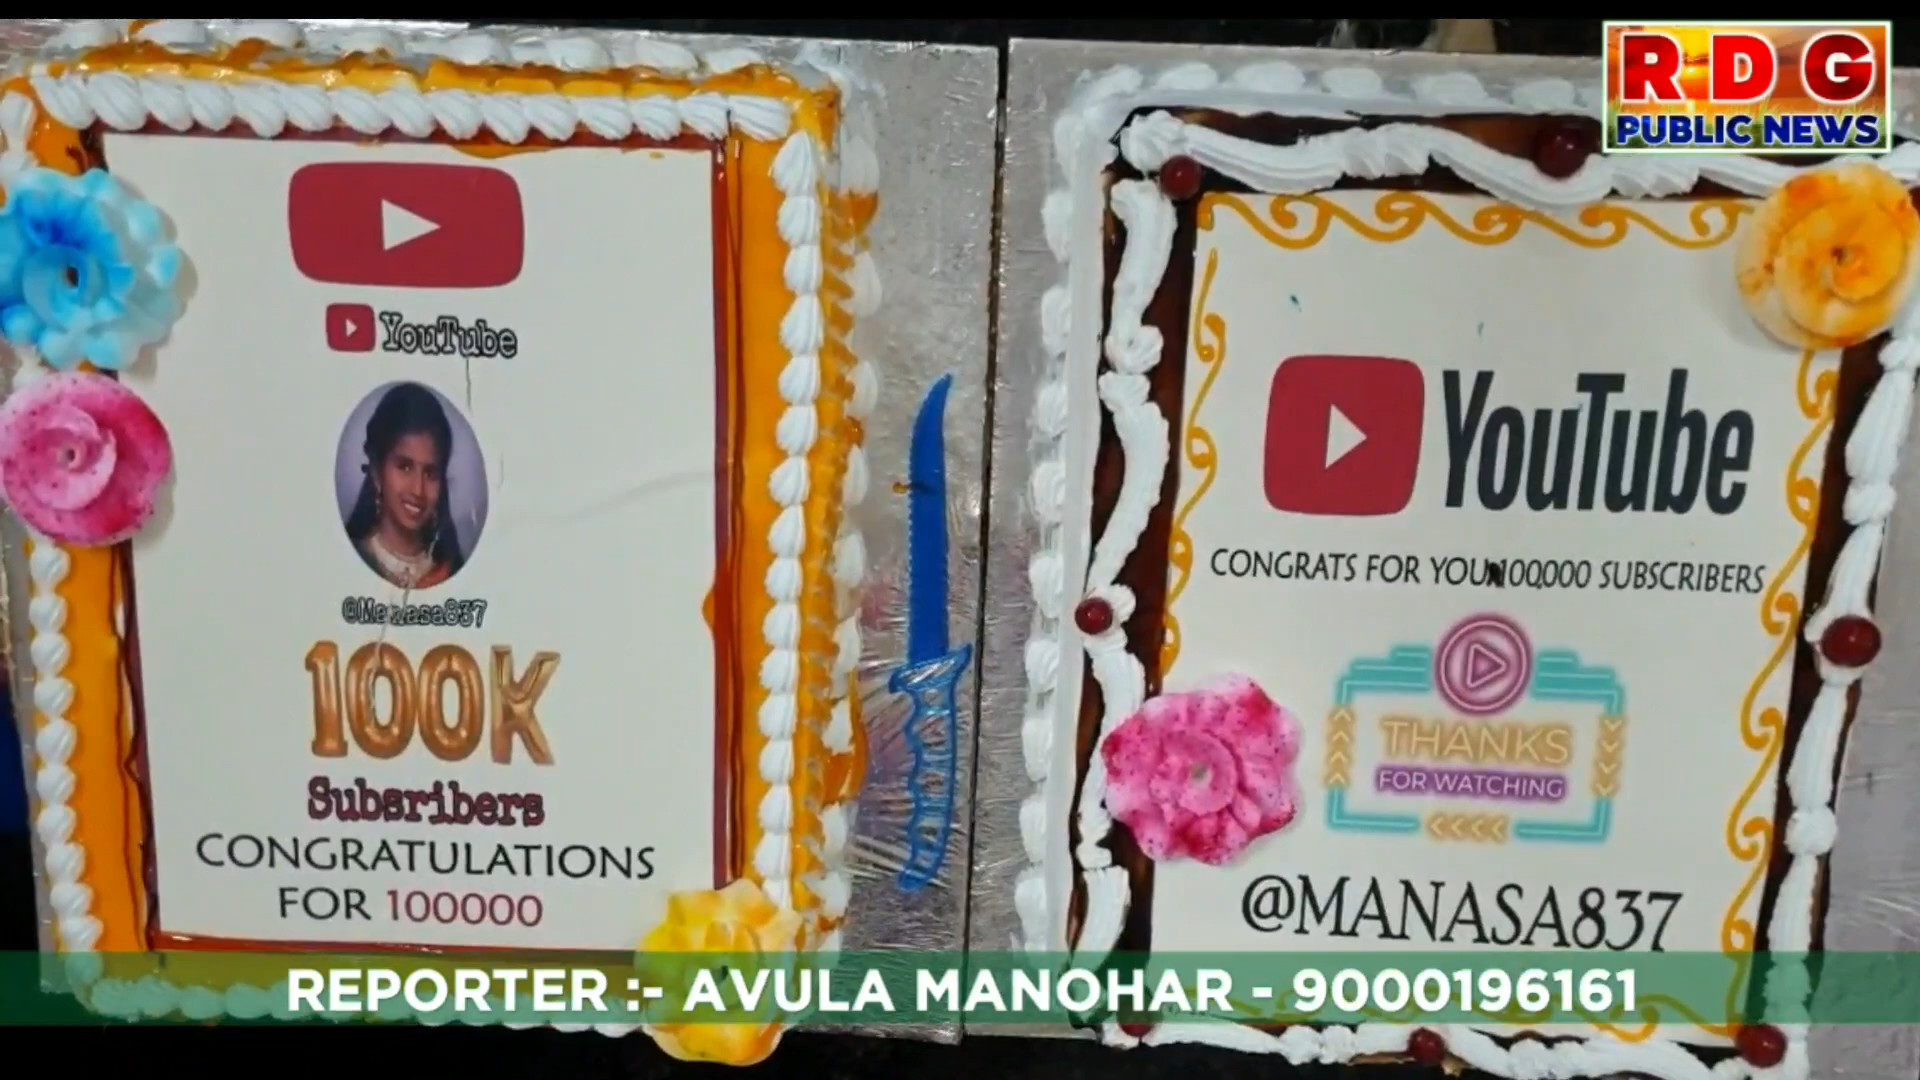 R D G
PUBLIC NEWS
YouTube
@Manasa837
100K
Subsribers
CONGRATULATIONS
FOR 100000
YouTube
CONGRATS FOR YOU 100000 SUBSCRIBERS
THANKS
FOR WATCHING
@MANASA837
REPORTER :- AVULA MANOHAR - 9000196161